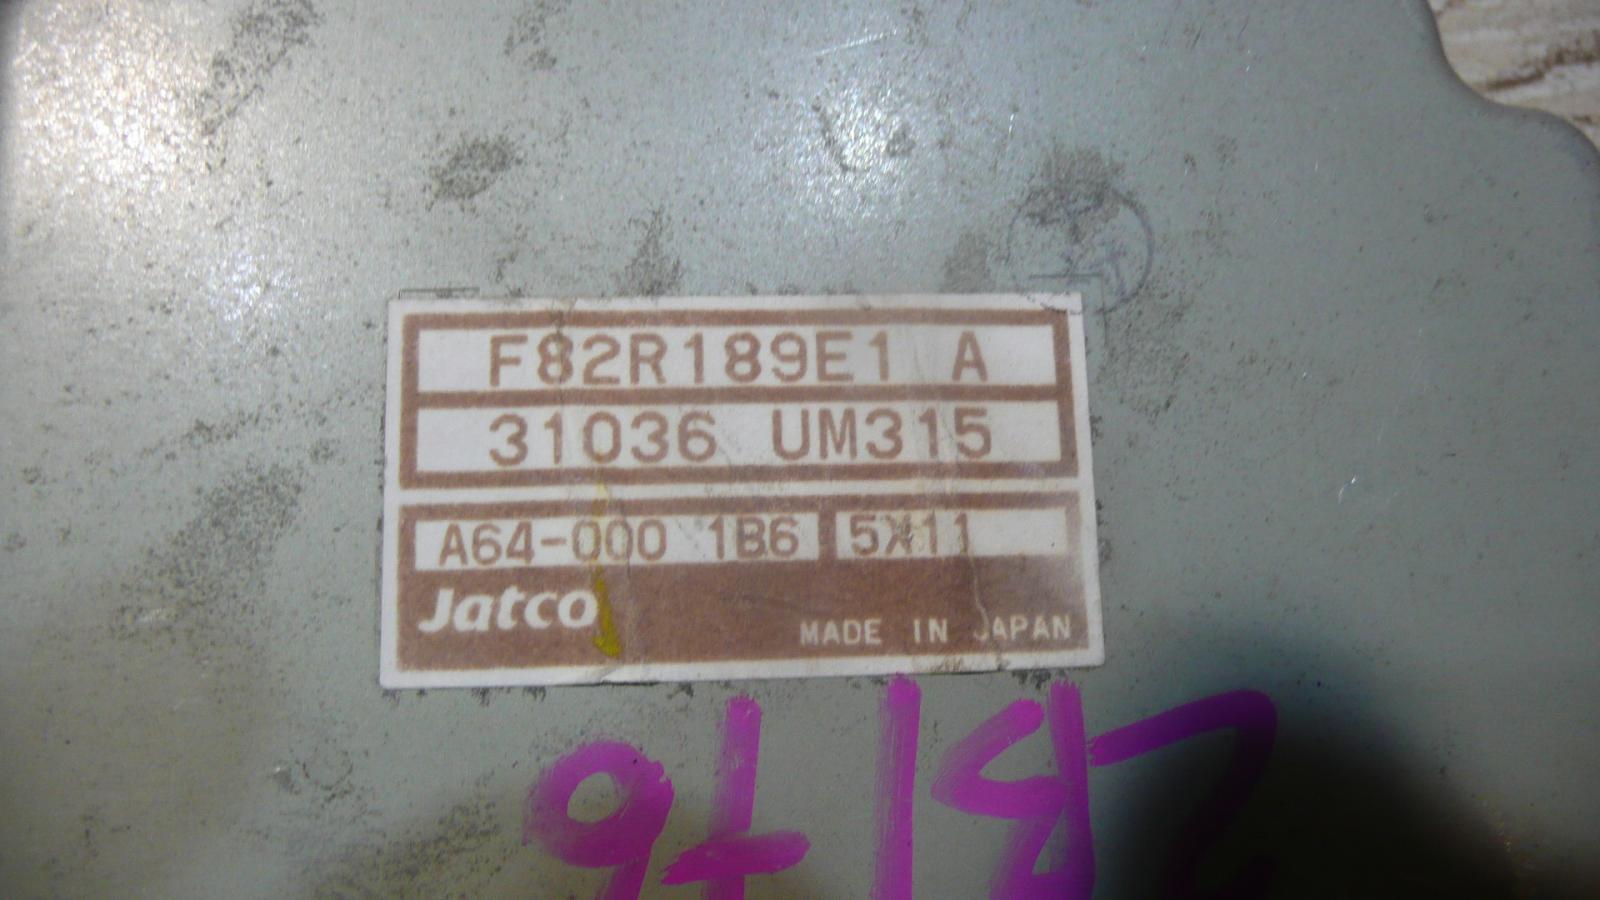 F82R189E1 A
31036 UM315
A64-000 1B6 5X11
Jatco
MADE IN JAPAN